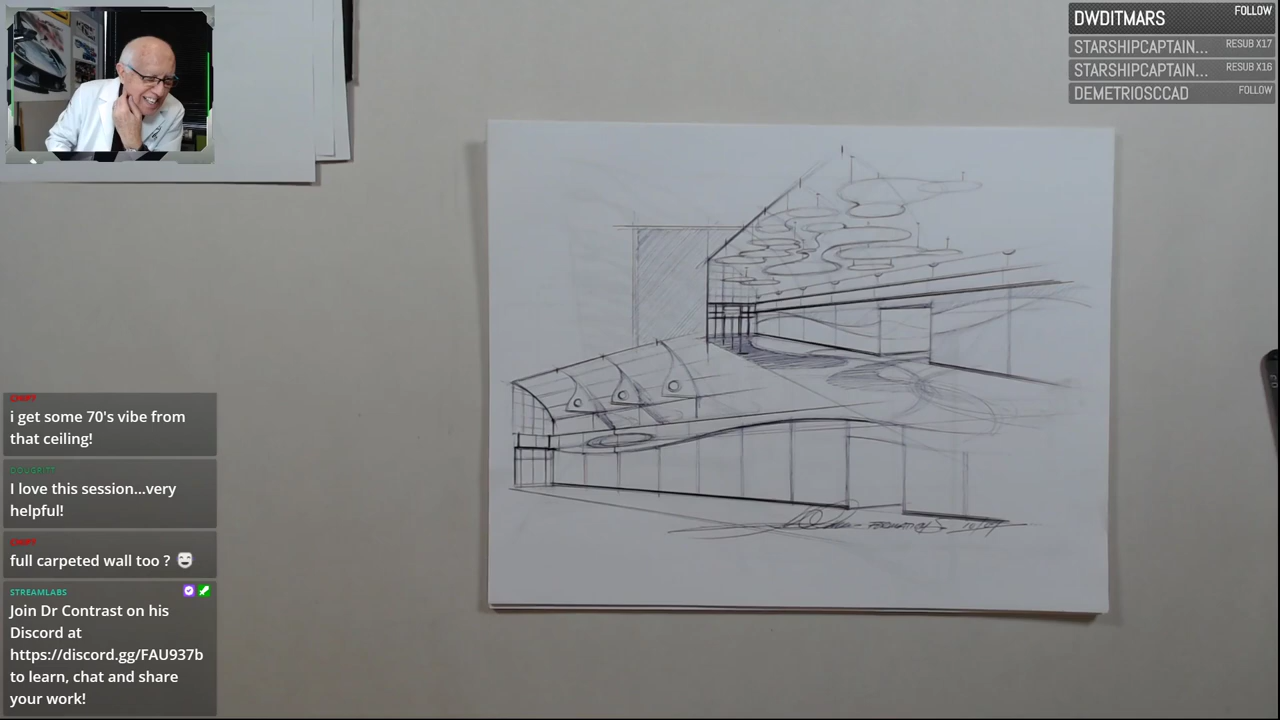 DWDITMARS
FOLLOW
STARSHIPCAPTAIN...
RESUB X17
STARSHIPCAPTAIN...
RESUB X16
DEMETRIOSCCAD
FOLLOW
i get some 70's vibe from
that ceiling!
DOUGPITT
I love this session...very
helpful!
full carpeted wall too ?
STREAMLABS
Join Dr Contrast on his
Discord at
https://discord.gg/FAU937b
to learn, chat and share
your work!